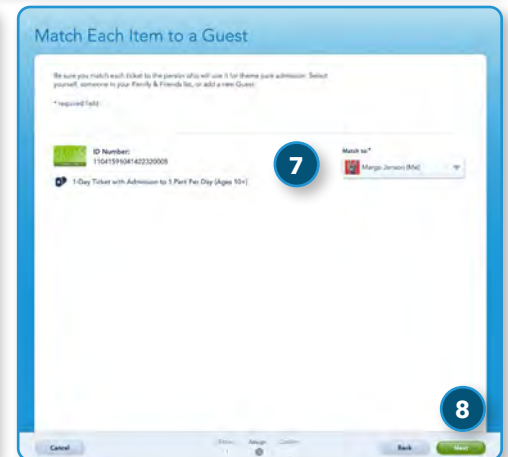 Match Each Item to a Guest
Be sure you match each ticket to the person who will use it for theme park admission. Select
yourself, someone in your Family & Friends list, or add a new Guest.
* required field
ID Number:
11041591041422320008
7
Match to:*
Margo Jenson (Me)
1-Day Ticket with Admission to 1 Park Per Day (Ages 10+)
8
Cancel
Assign
Confirm
Back
Next